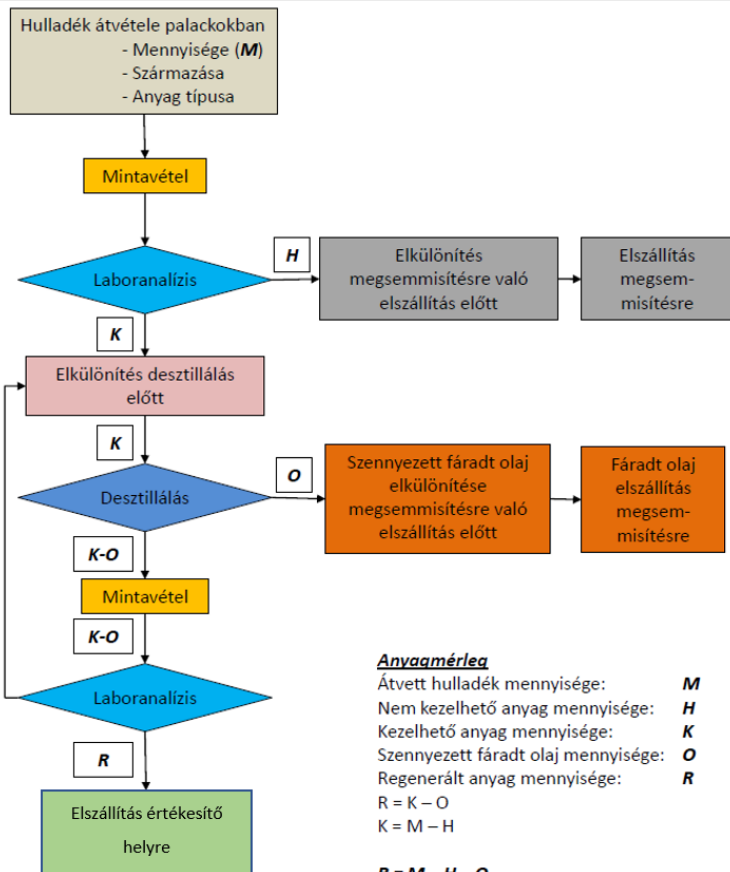 Hulladék átvétele palackokban
- Mennyisége (M)
- Származása
- Anyag típusa
Mintavétel
Laboranalízis
H
Elkülönítés
megsemmisítésre való
elszállítás előtt
Elszállítás
megsem-
misítésre
K
Elkülönítés desztillálás
előtt
K
Desztillálás
O
Szennyezett fáradt olaj
elkülönítése
megsemmisítésre való
elszállítás előtt
Fáradt olaj
elszállítás
megsem-
misítésre
K-O
Mintavétel
K-O
Laboranalízis
R
Elszállítás értékesítő
helyre
Anyagmérleg
Átvett hulladék mennyisége: M
Nem kezelhető anyag mennyisége: H
Kezelhető anyag mennyisége: K
Szennyezett fáradt olaj mennyisége: O
Regenerált anyag mennyisége: R
R = K – O
K = M – H
R = M – H – O